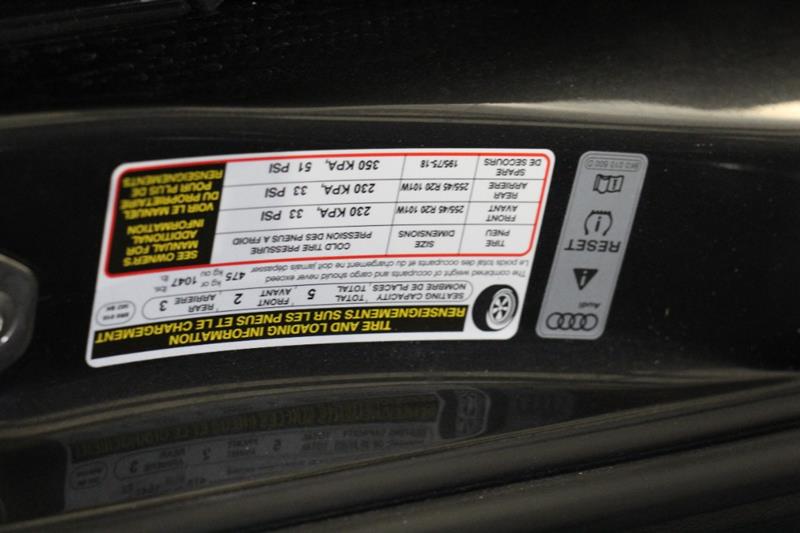 TIRE AND LOADING INFORMATION
RENSEIGNEMENTS SUR LES PNEUS ET LE CHARGEMENT
SEATING CAPACITY TOTAL 5 FRONT 2 REAR 3
NOMBRE DE PLACES: TOTAL AVANT ARRIERE
The combined weight of occupants and cargo should never exceed 475 kg or 1047 lbs.
Le poids total des occupants et du chargement ne doit jamais dépasser 475 kg ou
TIRE SIZE COLD TIRE PRESSURE
PNEU DIMENSIONS PRESSION DES PNEUS A FROID
FRONT
AVANT 255/45 R20 101W 230 KPA, 33 PSI
REAR
ARRIERE 255/45 R20 101W 230 KPA, 33 PSI
SPARE
DE SECOURS 195/75-18 350 KPA, 51 PSI
SEE OWNER'S
MANUAL FOR
ADDITIONAL
INFORMATION
VOIR LE MANUEL
DU PROPRIETAIRE
POUR PLUS DE
RENSEIGNEMENTS
Audi
RESET